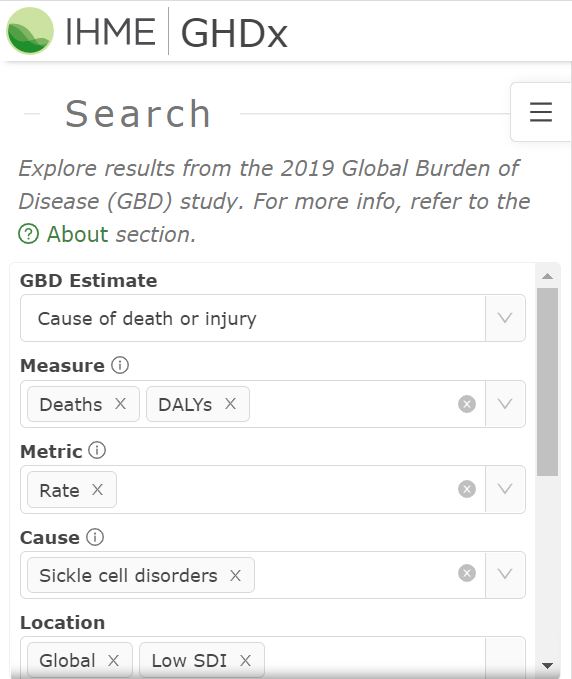 IHME GHDx
Search
Explore results from the 2019 Global Burden of
Disease (GBD) study. For more info, refer to the
About section.
GBD Estimate
Cause of death or injury
Measure
Deaths X DALYs X
Metric
Rate X
Cause
Sickle cell disorders X
Location
Global X Low SDI X